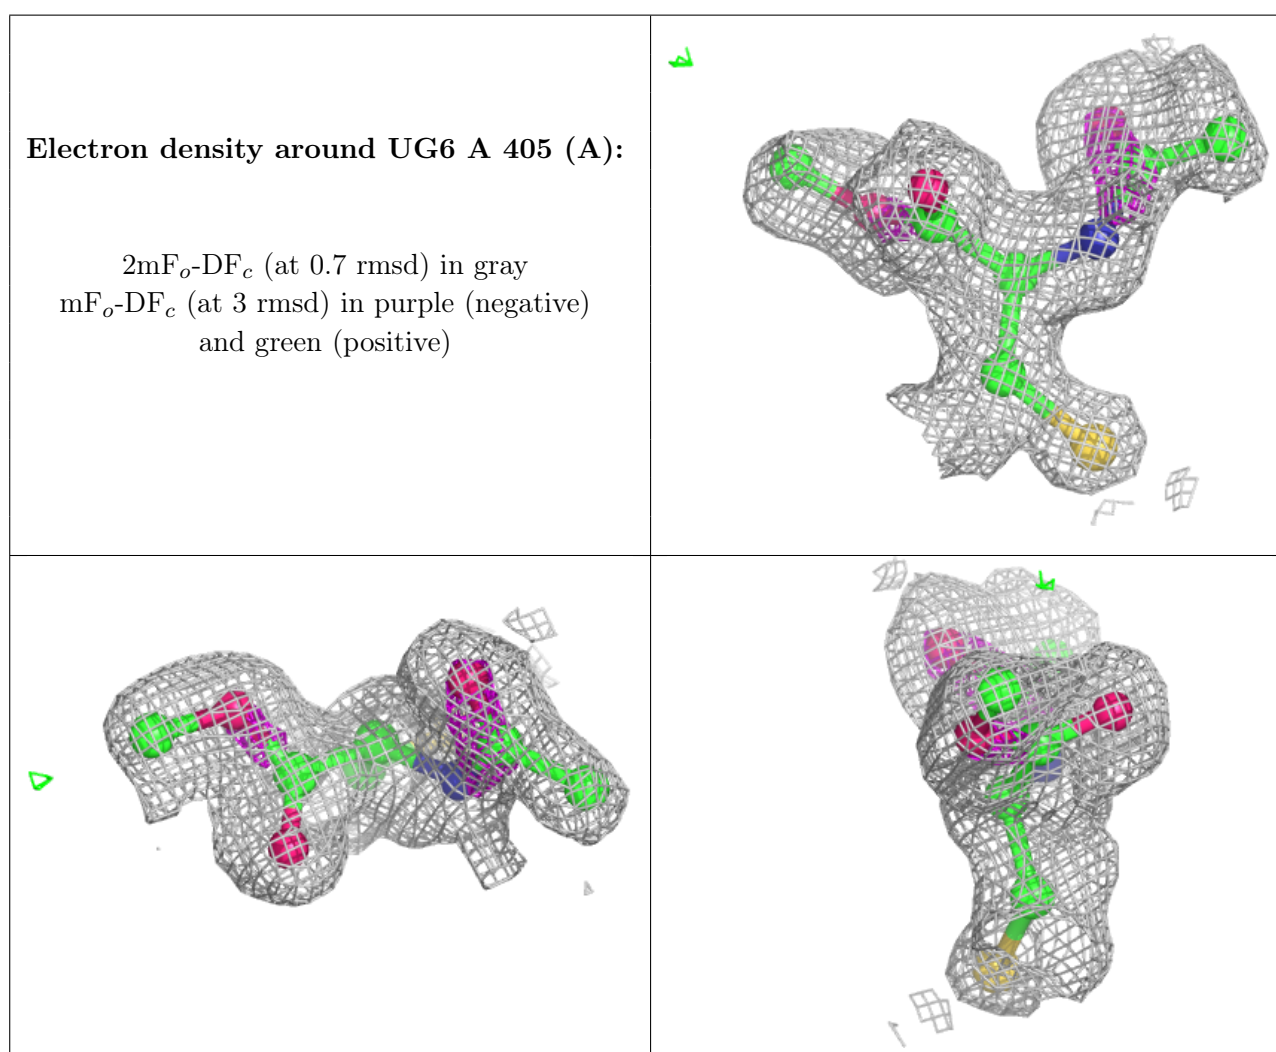 Electron density around UG6 A 405 (A):
2mFₒ-DF𝒸 (at 0.7 rmsd) in gray
mFₒ-DF𝒸 (at 3 rmsd) in purple (negative)
and green (positive)